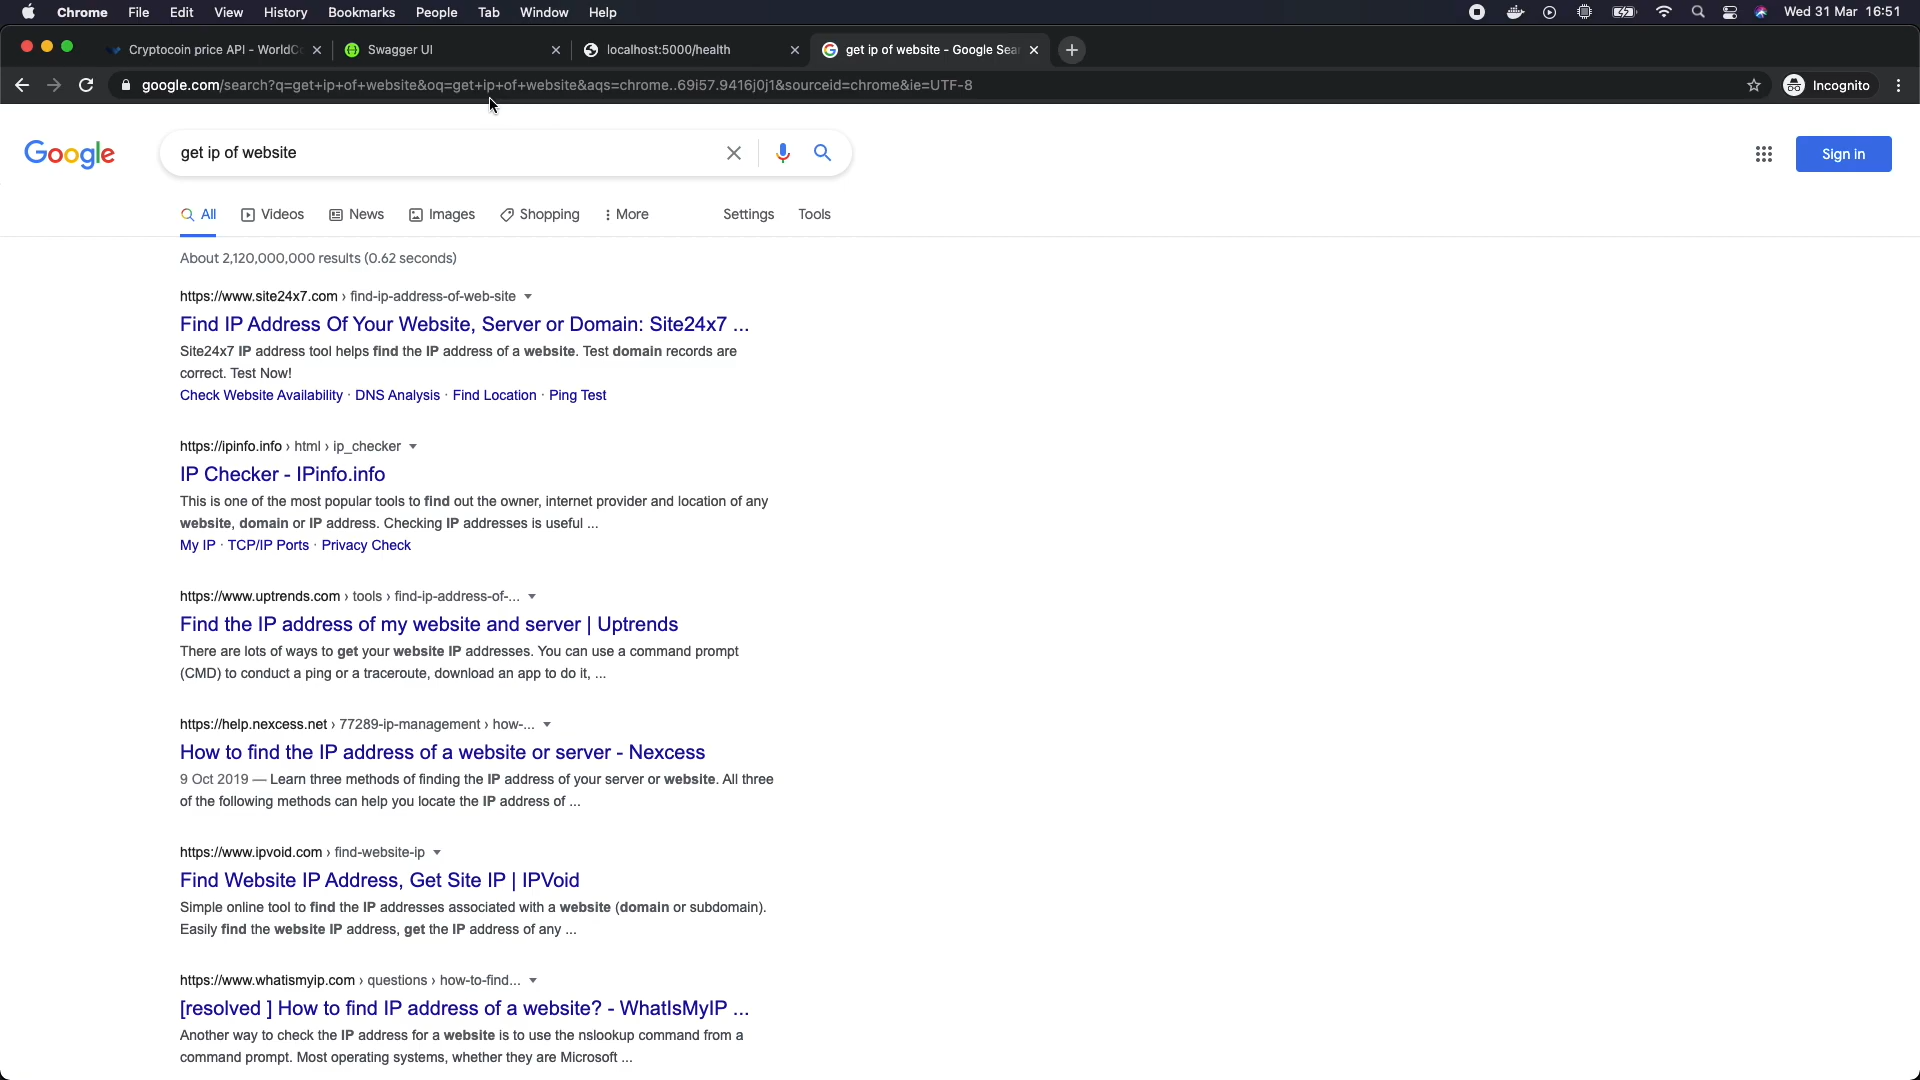 Chrome File Edit View History Bookmarks People Tab Window Help Wed 31 Mar 16:51
Cryptocoin price API - WorldC Swagger UI localhost:5000/health get ip of website - Google Sea
google.com/search?q=get+ip+of+website&oq=get+ip+of+website&aqs=chrome..69i57.9416j0j1&sourceid=chrome&ie=UTF-8 Incognito
Google get ip of website Sign in
All Videos News Images Shopping More Settings Tools
About 2,120,000,000 results (0.62 seconds)
https://www.site24x7.com › find-ip-address-of-web-site
Find IP Address Of Your Website, Server or Domain: Site24x7 ...
Site24x7 IP address tool helps find the IP address of a website. Test domain records are
correct. Test Now!
Check Website Availability · DNS Analysis · Find Location · Ping Test
https://ipinfo.info › html › ip_checker
IP Checker - IPinfo.info
This is one of the most popular tools to find out the owner, internet provider and location of any
website, domain or IP address. Checking IP addresses is useful ...
My IP · TCP/IP Ports · Privacy Check
https://www.uptrends.com › tools › find-ip-address-of-...
Find the IP address of my website and server | Uptrends
There are lots of ways to get your website IP addresses. You can use a command prompt
(CMD) to conduct a ping or a traceroute, download an app to do it, ...
https://help.nexcess.net › 77289-ip-management › how-...
How to find the IP address of a website or server - Nexcess
9 Oct 2019 — Learn three methods of finding the IP address of your server or website. All three
of the following methods can help you locate the IP address of ...
https://www.ipvoid.com › find-website-ip
Find Website IP Address, Get Site IP | IPVoid
Simple online tool to find the IP addresses associated with a website (domain or subdomain).
Easily find the website IP address, get the IP address of any ...
https://www.whatismyip.com › questions › how-to-find...
[resolved ] How to find IP address of a website? - WhatIsMyIP ...
Another way to check the IP address for a website is to use the nslookup command from a
command prompt. Most operating systems, whether they are Microsoft ...